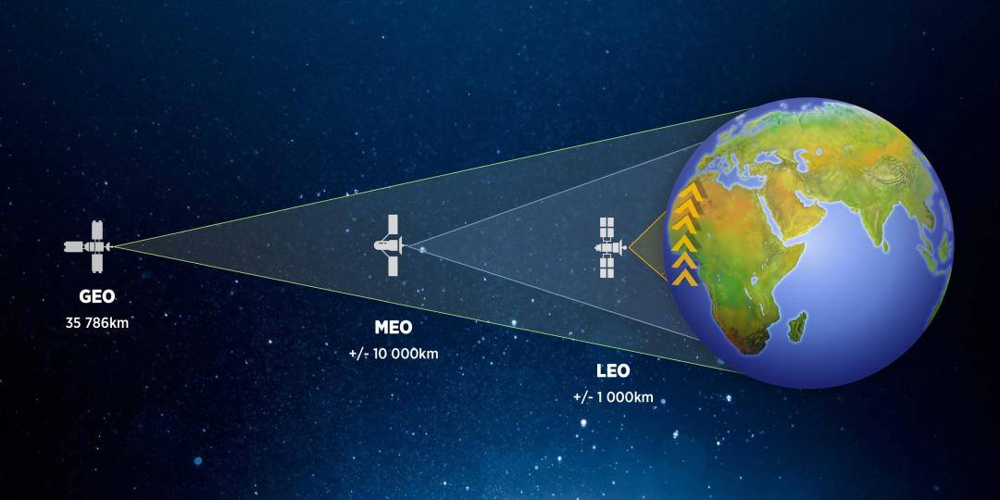 GEO
35 786km
MEO
+/- 10 000km
LEO
+/- 1 000km